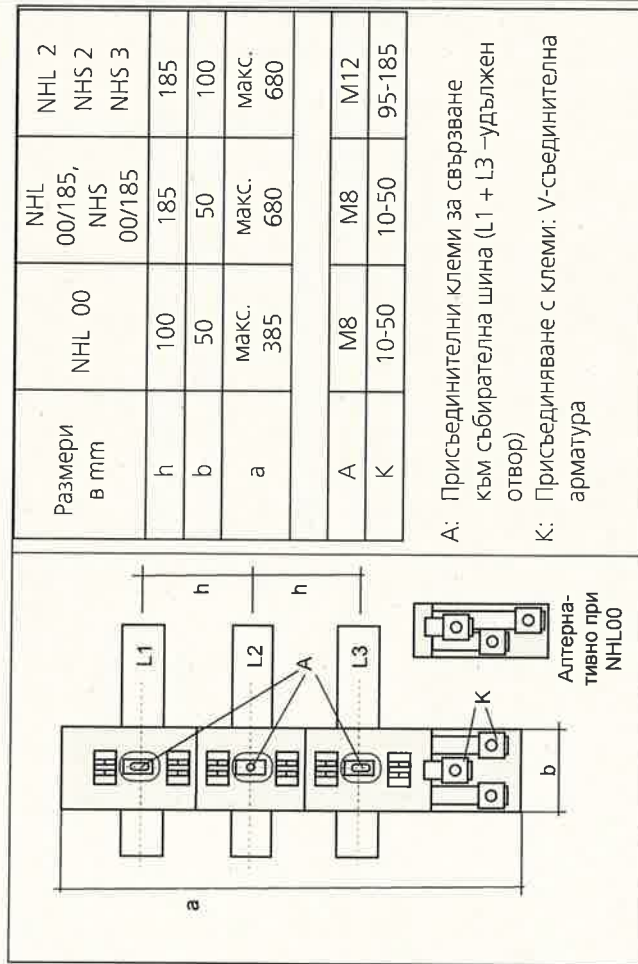 Размери
в mm
NHL 00
NHL
00/185,
NHS
00/185
NHL 2
NHS 2
NHS 3
h
100
185
185
b
50
50
100
a
макс.
385
макс.
680
макс.
680
A
M8
M8
M12
K
10-50
10-50
95-185
A: Присъединителни клеми за свързване
към събирателна шина (L1 + L3 –удължен
отвор)
K: Присъединяване с клеми: V-съединителна
арматура
a
L1
h
L2
h
A
L3
K
b
Алтерна-
тивно при
NHL00